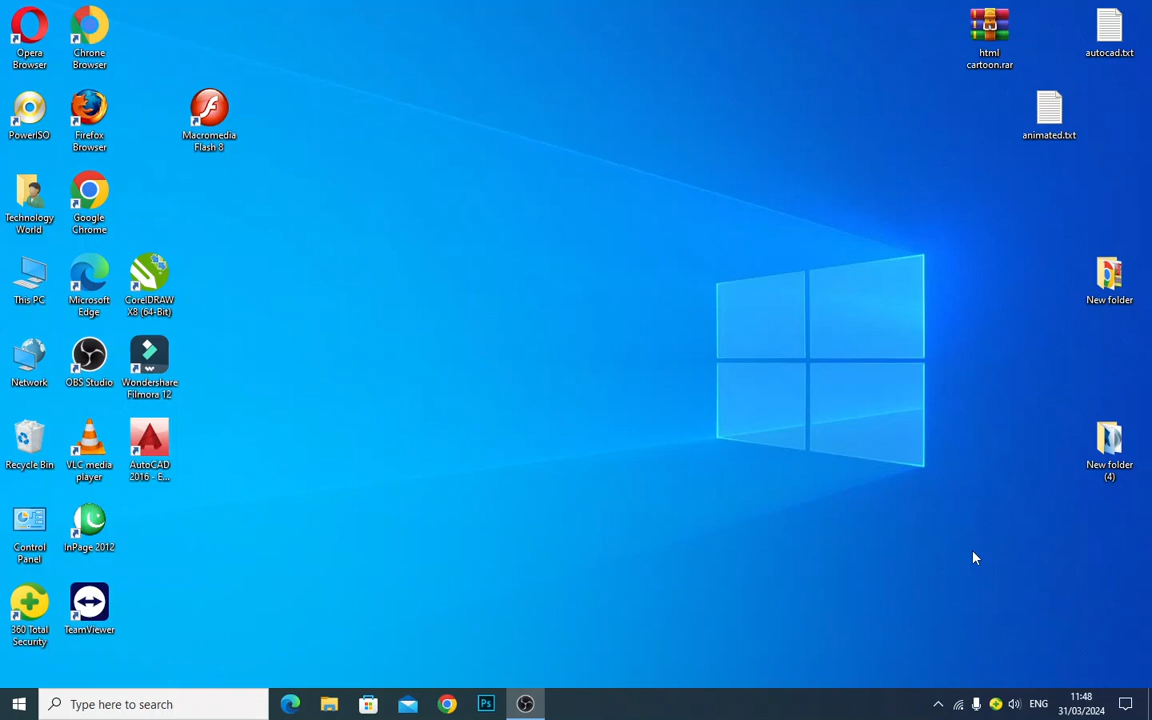 Opera
Browser
Chrome
Browser
html
cartoon.rar
autocad.txt
PowerISO
Firefox
Browser
Macromedia
Flash 8
animated.txt
Technology
World
Google
Chrome
This PC
Microsoft
Edge
CorelDRAW
X8 (64-Bit)
New folder
Network
OBS Studio
Wondershare
Filmora 12
Recycle Bin
VLC media
player
AutoCAD
2016 - E...
New folder
(4)
Control
Panel
InPage 2012
360 Total
Security
TeamViewer
Type here to search
Ps
ENG
11:48
31/03/2024